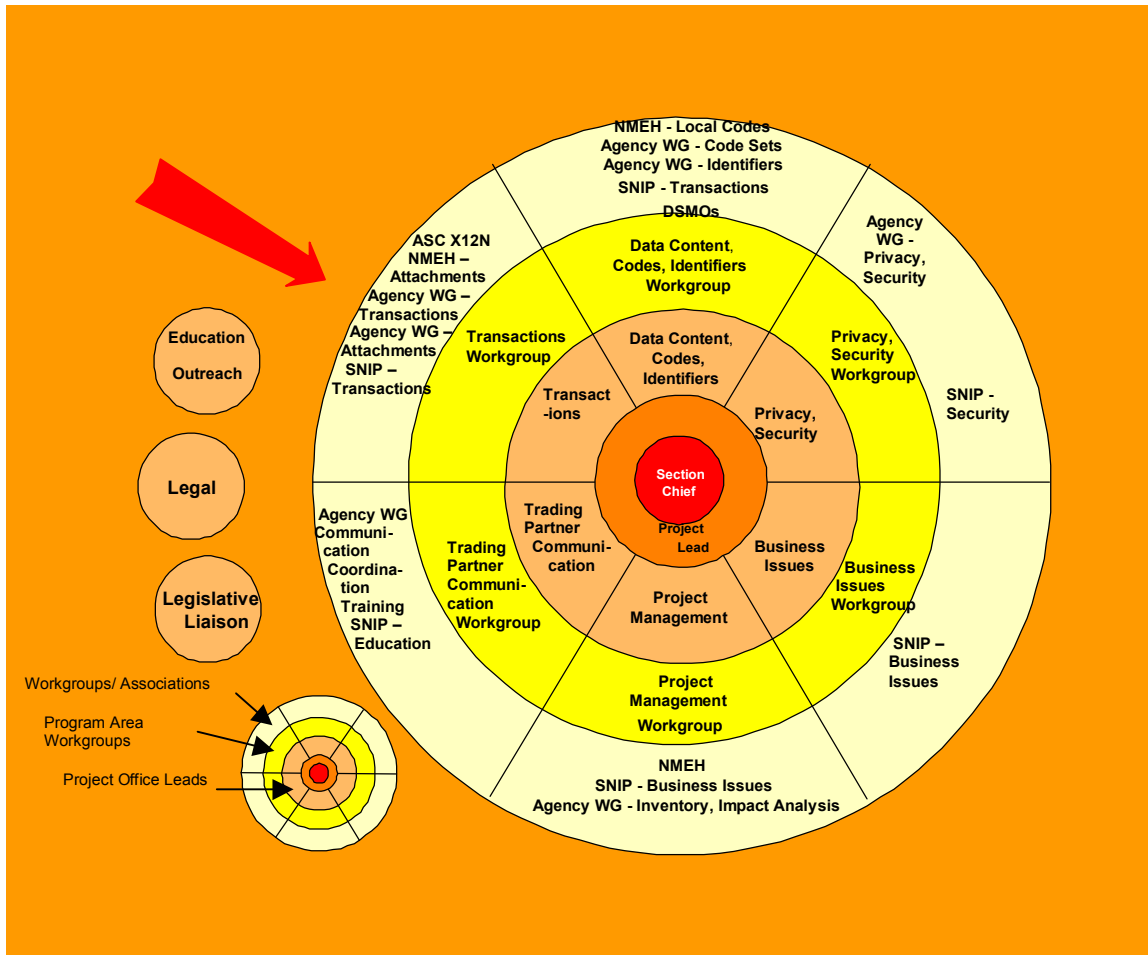 NMEH - Local Codes
Agency WG - Code Sets
Agency WG - Identifiers
SNIP - Transactions
DSMOs
ASC X12N
NMEH –
Attachments
Agency WG –
Transactions
Agency WG –
Attachments
SNIP –
Transactions
Agency
WG -
Privacy,
Security
SNIP -
Security
Data Content,
Codes, Identifiers
Workgroup
Transactions
Workgroup
Privacy,
Security
Workgroup
Data Content,
Codes,
Identifiers
Transact
-ions
Privacy,
Security
Section
Chief
Project
Lead
Trading
Partner
Communi-
cation
Business
Issues
Project
Management
Trading
Partner
Communi-
cation
Workgroup
Business
Issues
Workgroup
Project
Management
Workgroup
Agency WG
Communi-
cation
Coordina-
tion
Training
SNIP –
Education
SNIP –
Business
Issues
NMEH
SNIP - Business Issues
Agency WG - Inventory, Impact Analysis
Education
Outreach
Legal
Legislative
Liaison
Workgroups/ Associations
Program Area
Workgroups
Project Office Leads